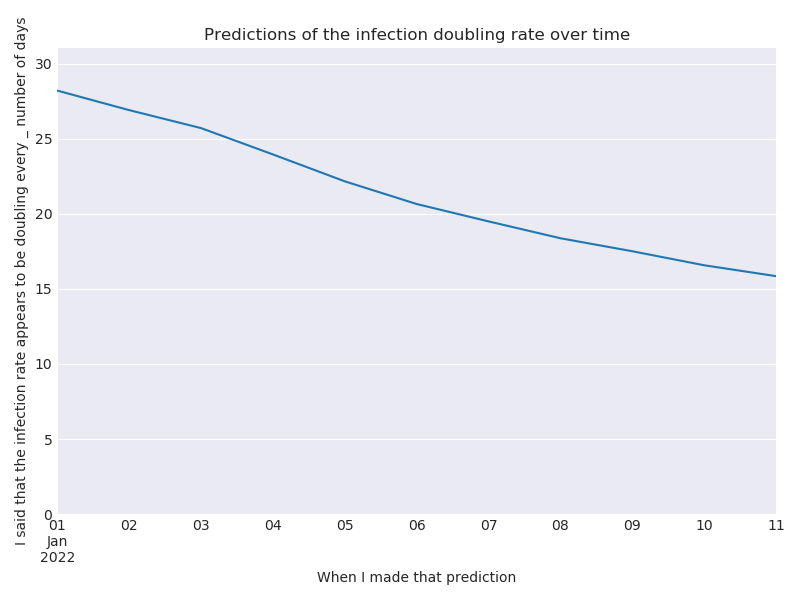 Predictions of the infection doubling rate over time
I said that the infection rate appears to be doubling every _ number of days
30
25
20
15
10
5
0
01 02 03 04 05 06 07 08 09 10 11
Jan
2022
When I made that prediction